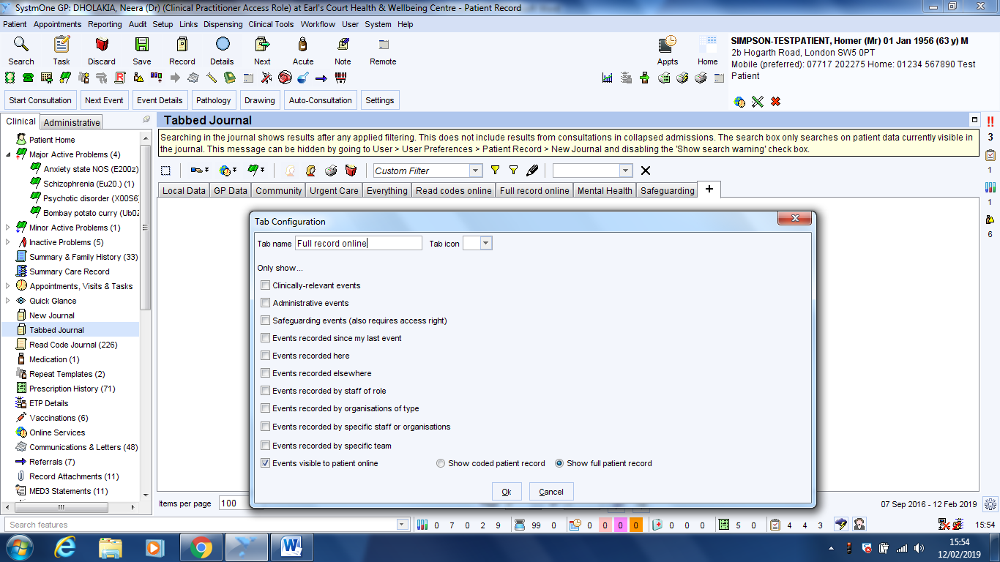 SystmOne GP: DHOLAKIA, Neera (Dr) (Clinical Practitioner Access Role) at Earl's Court Health & Wellbeing Centre - Patient Record
Patient Appointments Reporting Audit Setup Links Dispensing Clinical Tools Workflow User System Help
Search Task Discard Save Record Details Next Acute Note Remote Appts Home
SIMPSON-TESTPATIENT, Homer (Mr) 01 Jan 1956 (63 y) M
2b Hogarth Road, London SW5 0PT
Mobile (preferred): 07717 202275 Home: 01234 567890 Test
Patient
Start Consultation Next Event Event Details Pathology Drawing Auto-Consultation Settings
Clinical Administrative
Patient Home
Major Active Problems (4)
Anxiety state NOS (E200z)
Schizophrenia (Eu20.) (1)
Psychotic disorder (X00S6)
Bombay potato curry (Ub02
Minor Active Problems (1)
Inactive Problems (5)
Summary & Family History (33)
Summary Care Record
Appointments, Visits & Tasks
Quick Glance
New Journal
Tabbed Journal
Read Code Journal (226)
Medication (1)
Repeat Templates (2)
Prescription History (71)
ETP Details
Vaccinations (6)
Online Services
Communications & Letters (48)
Referrals (7)
Record Attachments (11)
MED3 Statements (11)
Tabbed Journal
Searching in the journal shows results after any applied filtering. This does not include results from consultations in collapsed admissions. The search box only searches on patient data currently visible in
the journal. This message can be hidden by going to User > User Preferences > Patient Record > New Journal and disabling the 'Show search warning' check box.
Custom Filter
Local Data GP Data Community Urgent Care Everything Read codes online Full record online Mental Health Safeguarding +
Tab Configuration
Tab name Full record online Tab icon
Only show...
Clinically-relevant events
Administrative events
Safeguarding events (also requires access right)
Events recorded since my last event
Events recorded here
Events recorded elsewhere
Events recorded by staff of role
Events recorded by organisations of type
Events recorded by specific staff or organisations
Events recorded by specific team
Events visible to patient online Show coded patient record Show full patient record
Ok Cancel
!!
3
1
1
6
Items per page 100 07 Sep 2016 - 12 Feb 2019
Search features 0 7 0 2 9 99 0 0 0 0 0 0 0 0 5 0 4 4 3 15:54
15:54
12/02/2019